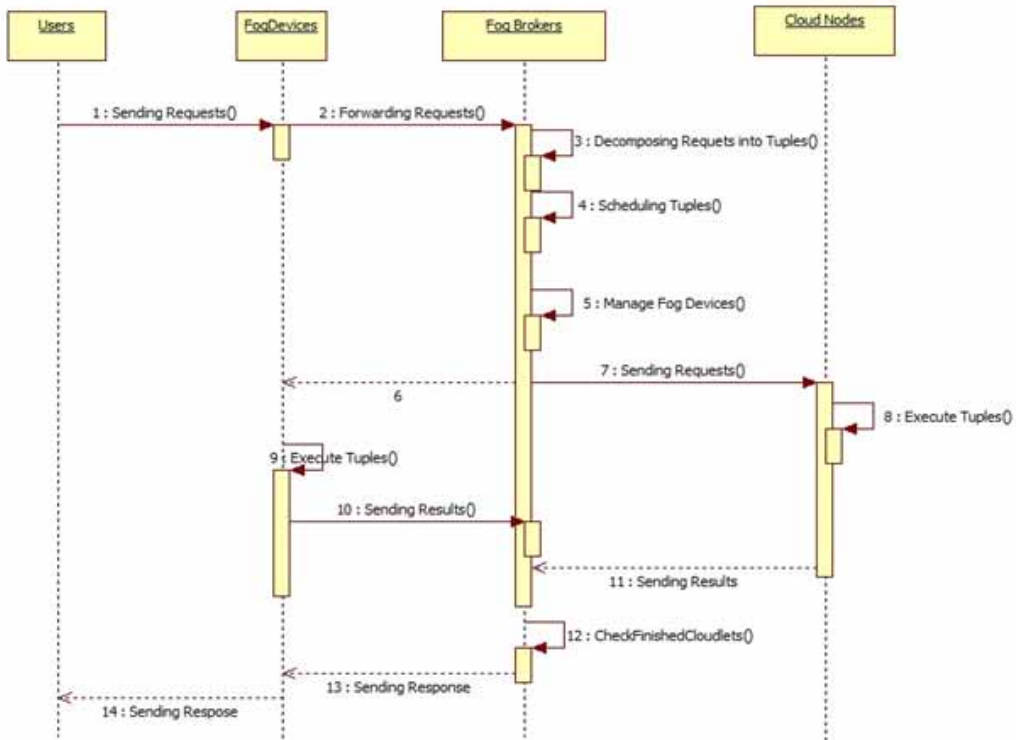 Users
FogDevices
Fog Brokers
Cloud Nodes
1 : Sending Requests()
2 : Forwarding Requests()
3 : Decomposing Requets into Tuples()
4 : Scheduling Tuples()
5 : Manage Fog Devices()
6
7 : Sending Requests()
8 : Execute Tuples()
9 : Execute Tuples()
10 : Sending Results()
11 : Sending Results
12 : CheckFinishedCloudlets()
13 : Sending Response
14 : Sending Respose